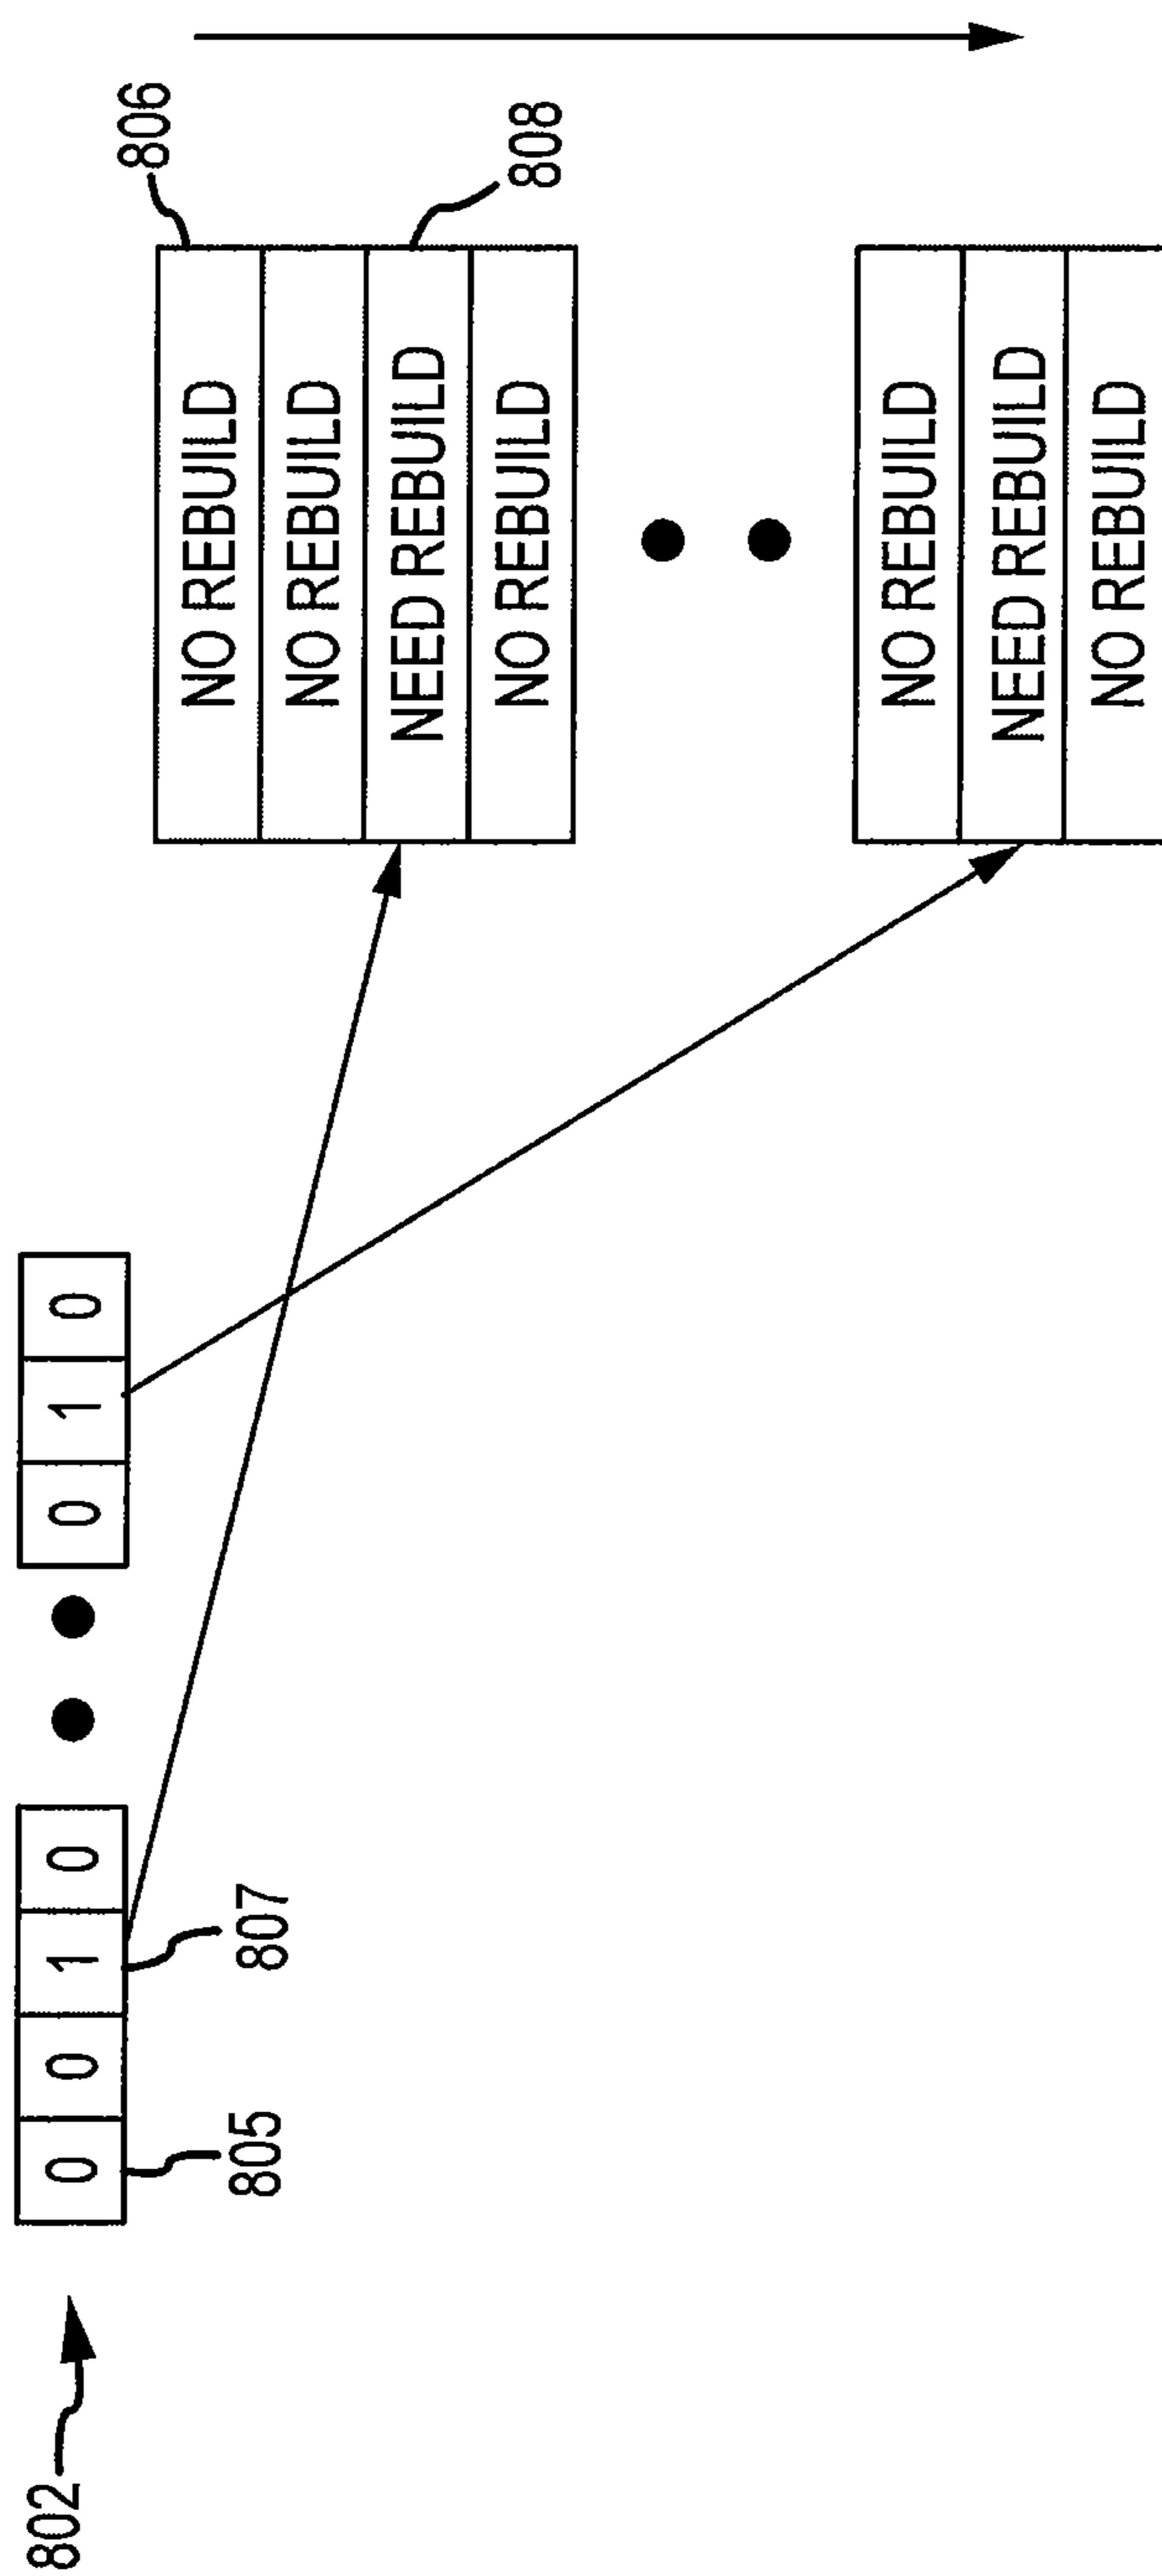 802
0 0 1 0 0 1 0
805
807
806
NO REBUILD
NO REBUILD
NEED REBUILD
808
NO REBUILD
NO REBUILD
NEED REBUILD
NO REBUILD